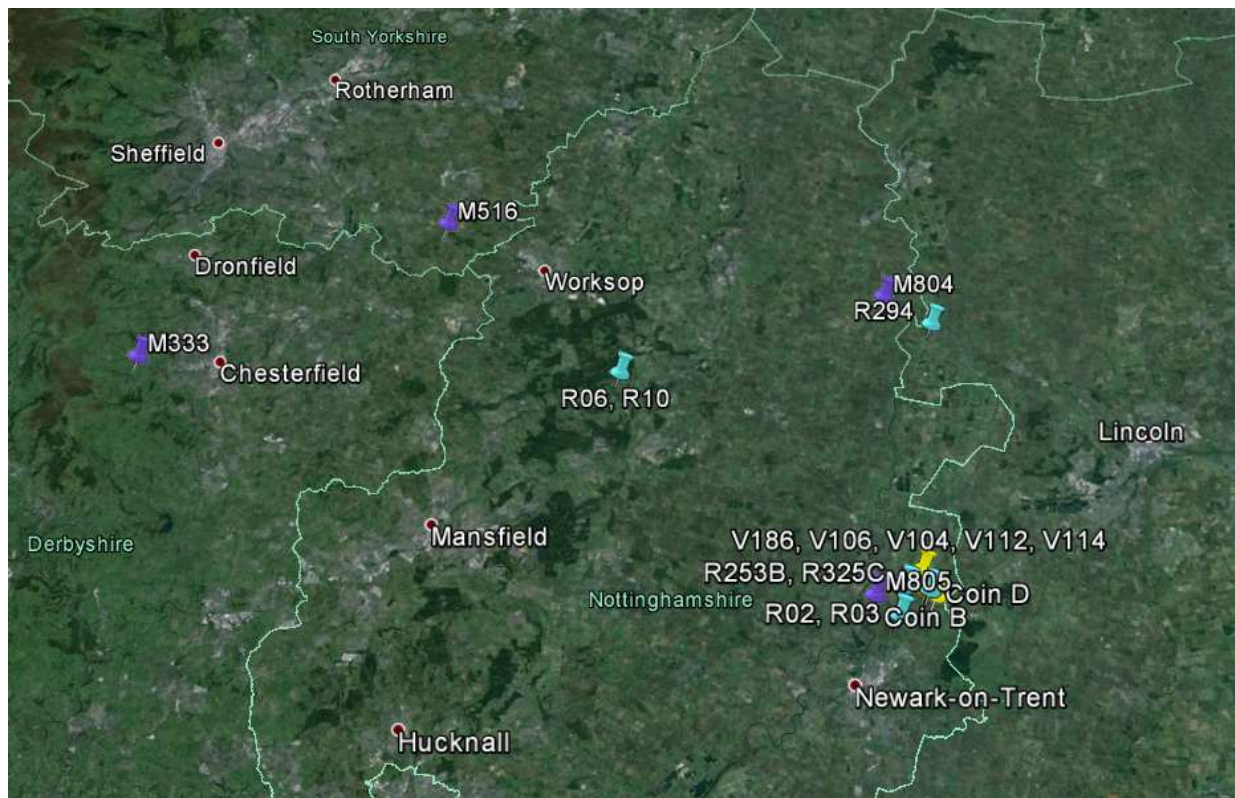 South Yorkshire
Rotherham
Sheffield
M516
Dronfield
Worksop
M804
R294
M333
Chesterfield
R06, R10
Lincoln
Mansfield
V186, V106, V104, V112, V114
Derbyshire
R253B, R325C
M805
Coin D
Nottinghamshire
R02, R03
Coin B
Newark-on-Trent
Hucknall